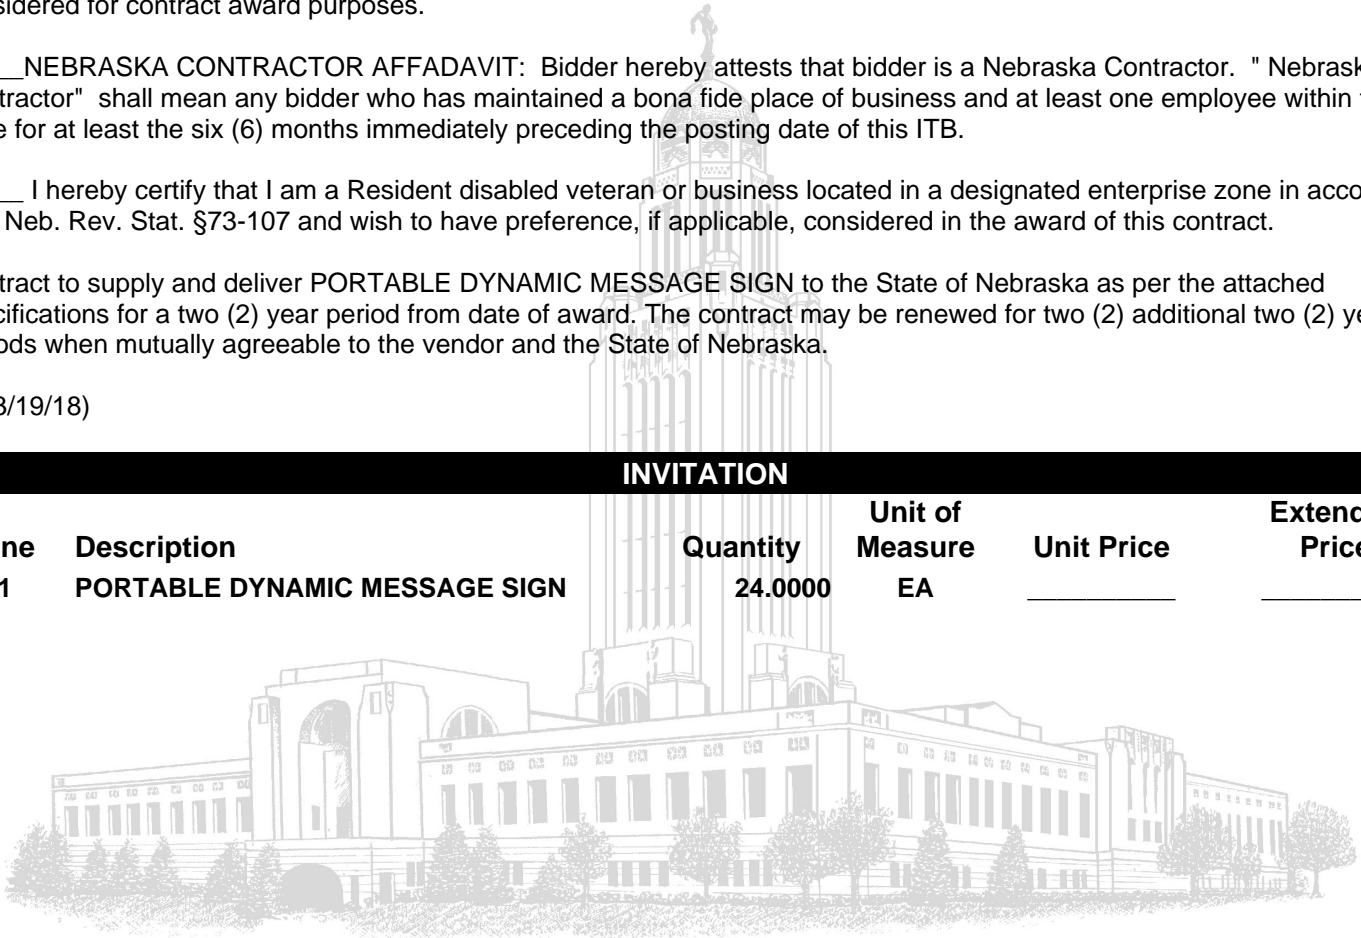 sidered for contract award purposes.
__NEBRASKA CONTRACTOR AFFADAVIT: Bidder hereby attests that bidder is a Nebraska Contractor. " Nebrask
tractor" shall mean any bidder who has maintained a bona fide place of business and at least one employee within
e for at least the six (6) months immediately preceding the posting date of this ITB.
__ I hereby certify that I am a Resident disabled veteran or business located in a designated enterprise zone in acco
Neb. Rev. Stat. §73-107 and wish to have preference, if applicable, considered in the award of this contract.
tract to supply and deliver PORTABLE DYNAMIC MESSAGE SIGN to the State of Nebraska as per the attached
cifications for a two (2) year period from date of award. The contract may be renewed for two (2) additional two (2) ye
ods when mutually agreeable to the vendor and the State of Nebraska.
/19/18)
INVITATION
Unit of Extend
ne Description Quantity Measure Unit Price Price
1 PORTABLE DYNAMIC MESSAGE SIGN 24.0000 EA __________ _______